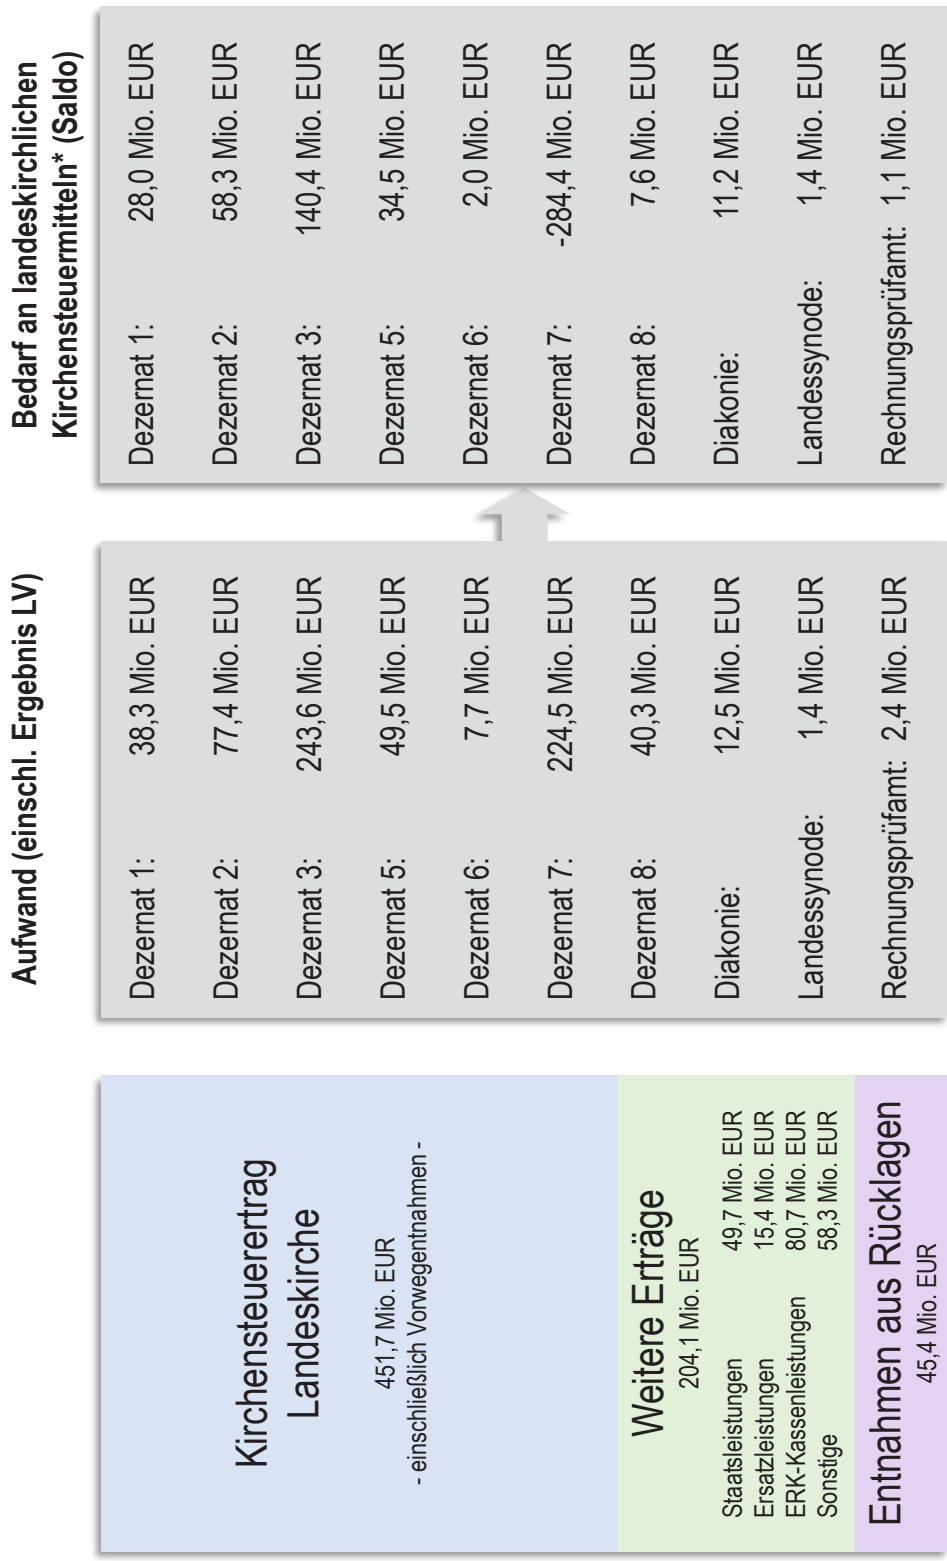 Kirchensteuerertrag
Landeskirche
451,7 Mio. EUR
- einschließlich Vorwegentnahmen -
Weitere Erträge
204,1 Mio. EUR
Staatsleistungen 49,7 Mio. EUR
Ersatzleistungen 15,4 Mio. EUR
ERK-Kassenleistungen 80,7 Mio. EUR
Sonstige 58,3 Mio. EUR
Entnahmen aus Rücklagen
45,4 Mio. EUR
Aufwand (einschl. Ergebnis LV)
Dezernat 1: 38,3 Mio. EUR
Dezernat 2: 77,4 Mio. EUR
Dezernat 3: 243,6 Mio. EUR
Dezernat 5: 49,5 Mio. EUR
Dezernat 6: 7,7 Mio. EUR
Dezernat 7: 224,5 Mio. EUR
Dezernat 8: 40,3 Mio. EUR
Diakonie: 12,5 Mio. EUR
Landessynode: 1,4 Mio. EUR
Rechnungsprüfamt: 2,4 Mio. EUR
Bedarf an landeskirchlichen
Kirchensteuermitteln* (Saldo)
Dezernat 1: 28,0 Mio. EUR
Dezernat 2: 58,3 Mio. EUR
Dezernat 3: 140,4 Mio. EUR
Dezernat 5: 34,5 Mio. EUR
Dezernat 6: 2,0 Mio. EUR
Dezernat 7: -284,4 Mio. EUR
Dezernat 8: 7,6 Mio. EUR
Diakonie: 11,2 Mio. EUR
Landessynode: 1,4 Mio. EUR
Rechnungsprüfamt: 1,1 Mio. EUR